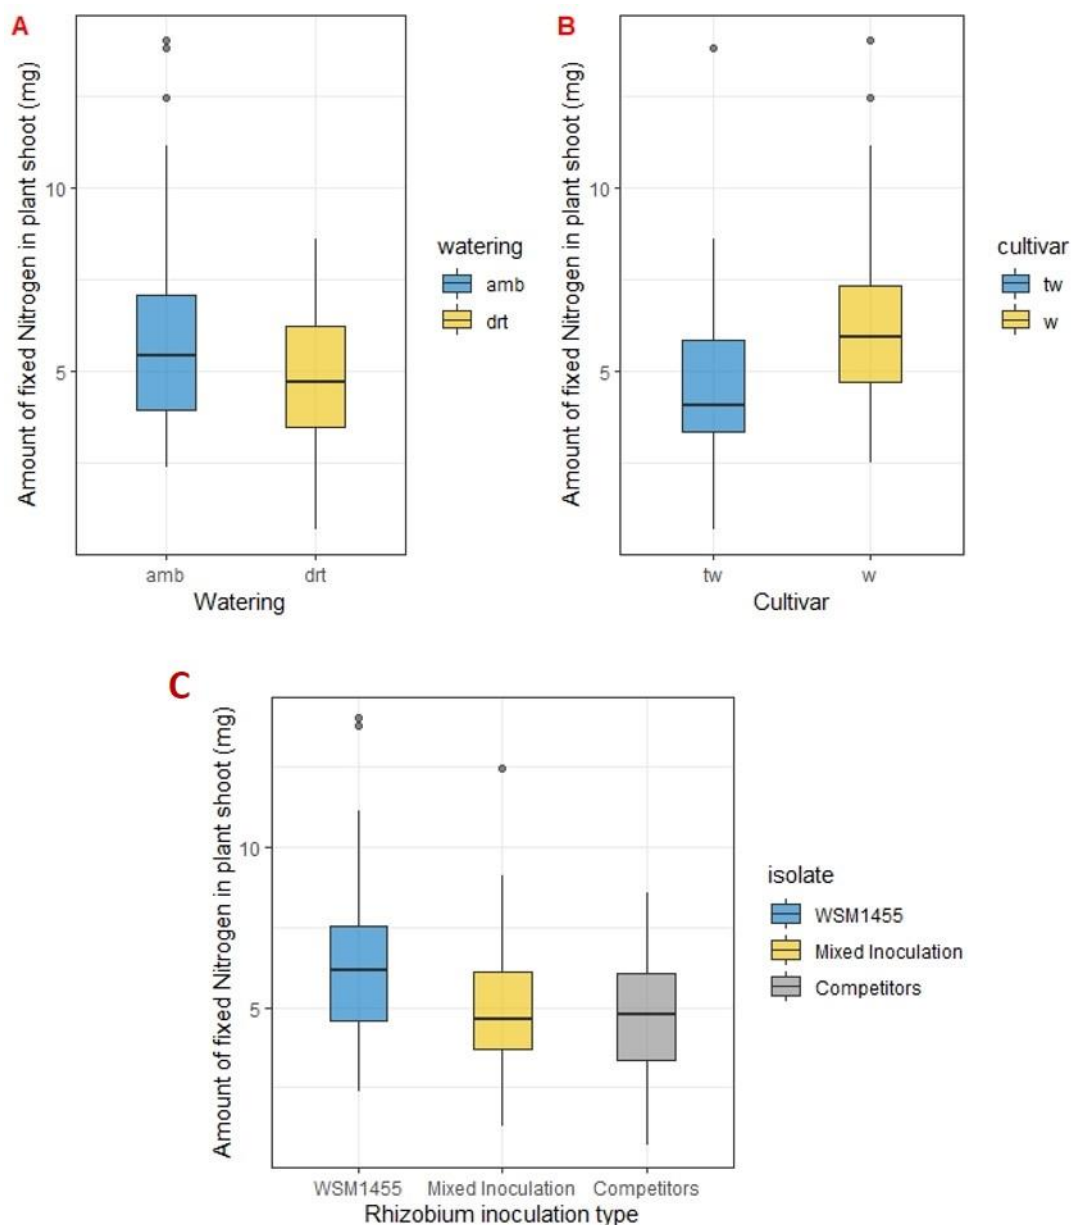 A
Amount of fixed Nitrogen in plant shoot (mg)
10
5
amb
drt
Watering
watering
amb
drt
B
Amount of fixed Nitrogen in plant shoot (mg)
10
5
tw
w
Cultivar
cultivar
tw
w
C
Amount of fixed Nitrogen in plant shoot (mg)
10
5
WSM1455
Mixed Inoculation
Competitors
Rhizobium inoculation type
isolate
WSM1455
Mixed Inoculation
Competitors